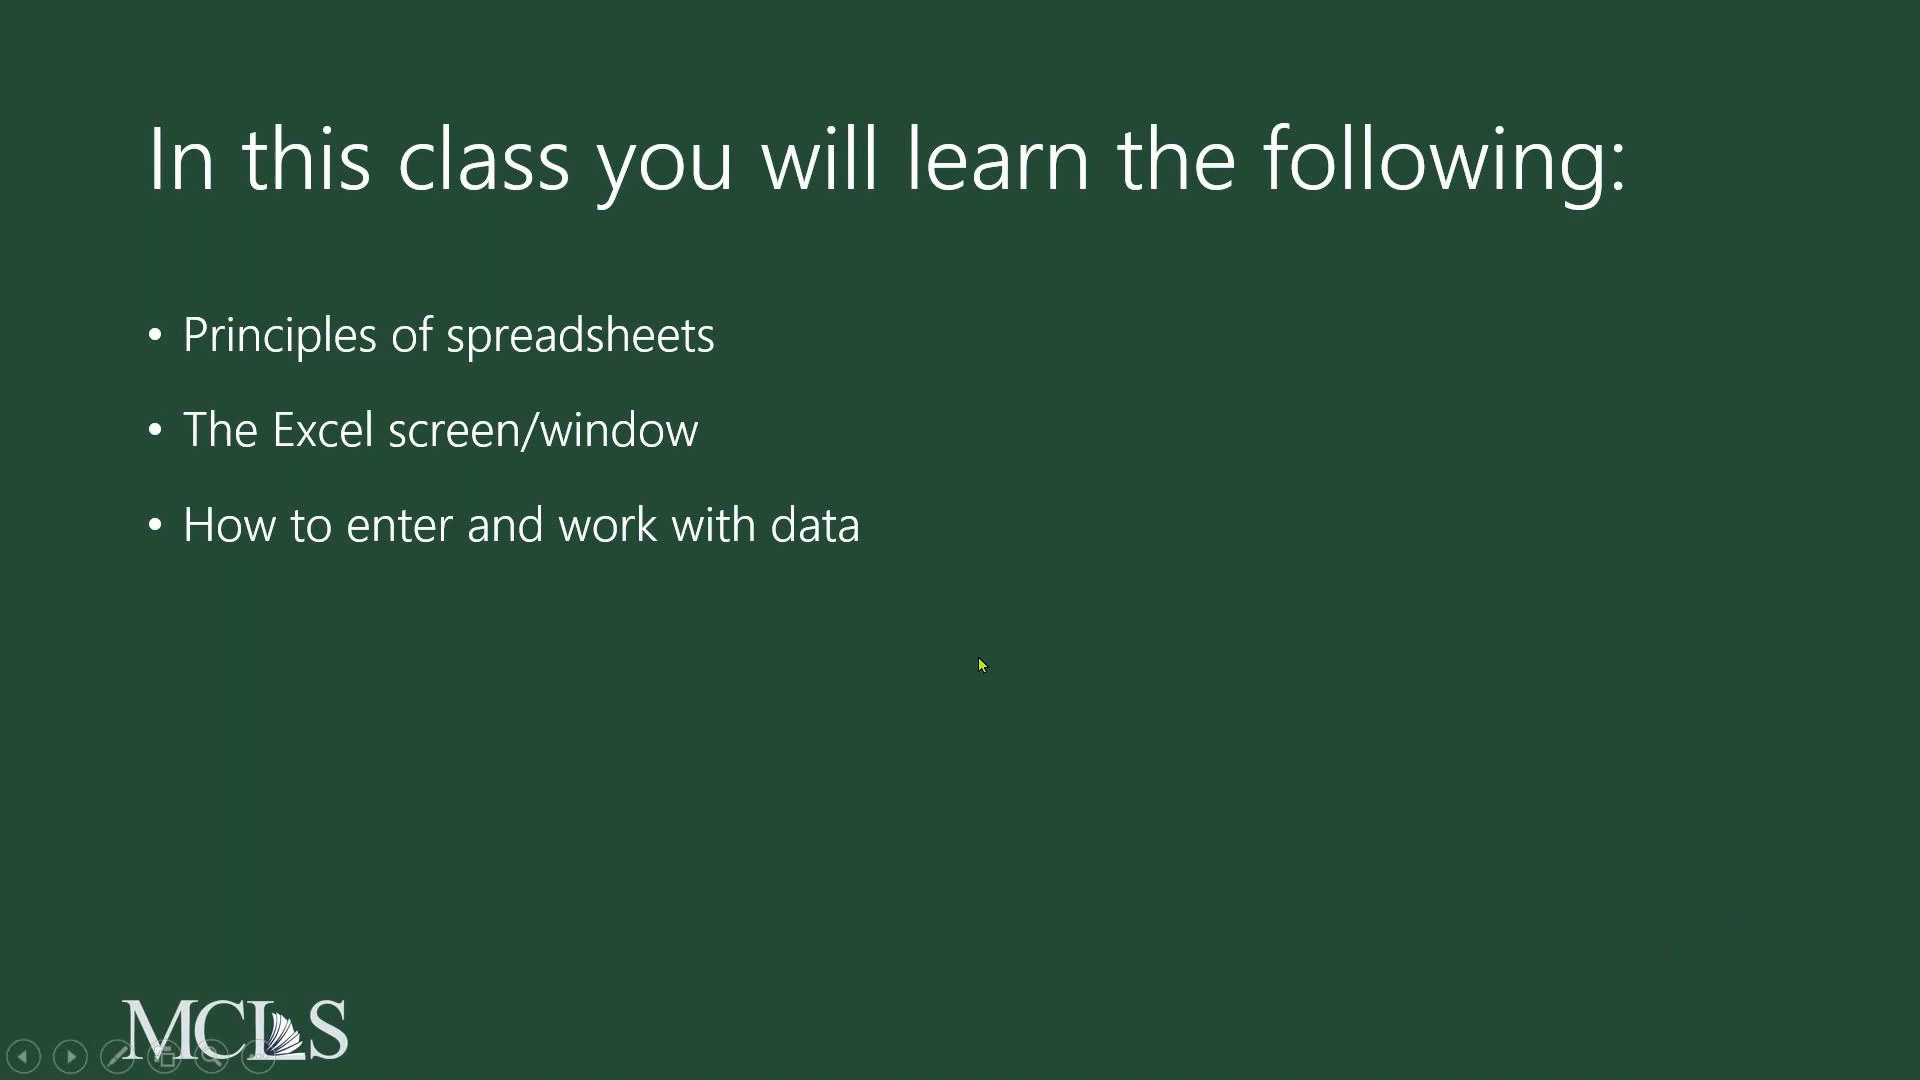 In this class you will learn the following:
• Principles of spreadsheets
• The Excel screen/window
• How to enter and work with data
MCLS